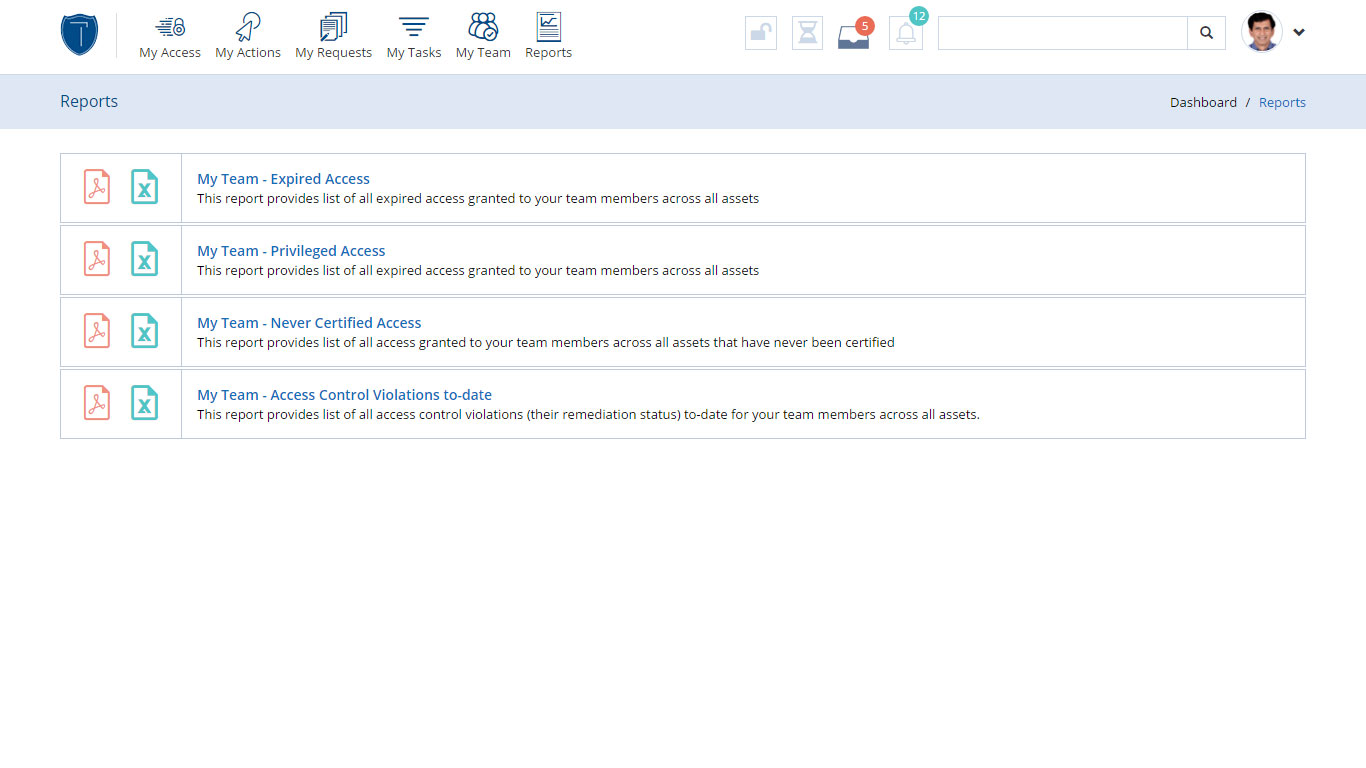 T
My Access
My Actions
My Requests
My Tasks
My Team
Reports
5
12
Reports
Dashboard / Reports
My Team - Expired Access
This report provides list of all expired access granted to your team members across all assets
My Team - Privileged Access
This report provides list of all expired access granted to your team members across all assets
My Team - Never Certified Access
This report provides list of all access granted to your team members across all assets that have never been certified
My Team - Access Control Violations to-date
This report provides list of all access control violations (their remediation status) to-date for your team members across all assets.